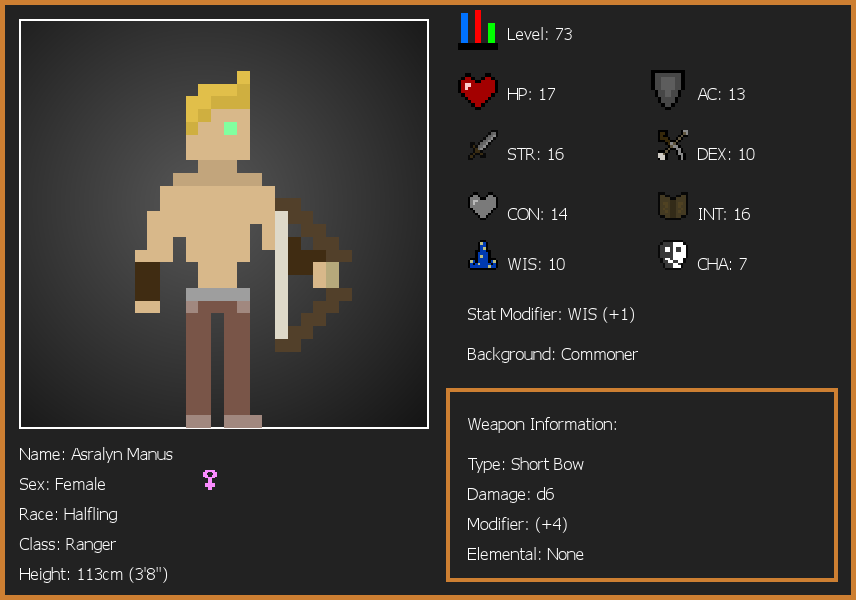 Level: 73
HP: 17
AC: 13
STR: 16
DEX: 10
CON: 14
INT: 16
WIS: 10
CHA: 7
Stat Modifier: WIS (+1)
Background: Commoner
Weapon Information:
Type: Short Bow
Damage: d6
Modifier: (+4)
Elemental: None
Name: Asralyn Manus
Sex: Female
Race: Halfling
Class: Ranger
Height: 113cm (3'8")